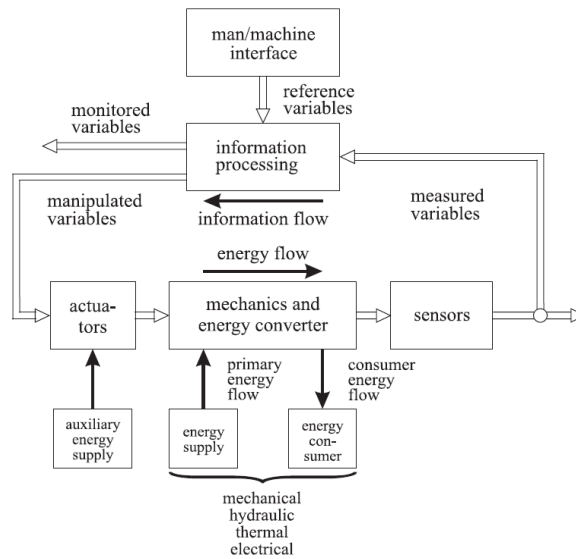 man/machine
interface
reference
variables
monitored
variables
information
processing
manipulated
variables
measured
variables
information flow
energy flow
actua-
tors
mechanics and
energy converter
sensors
primary
energy
flow
consumer
energy
flow
auxiliary
energy
supply
energy
supply
energy
con-
sumer
mechanical
hydraulic
thermal
electrical